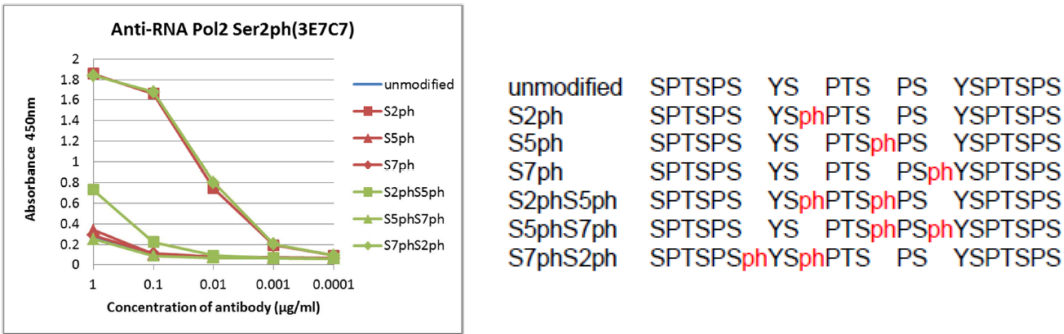 Anti-RNA Pol2 Ser2ph(3E7C7)
Absorbance 450nm
2
1.8
1.6
1.4
1.2
1
0.8
0.6
0.4
0.2
0
1 0.1 0.01 0.001 0.0001
Concentration of antibody (μg/ml)
unmodified
S2ph
S5ph
S7ph
S2phS5ph
S5phS7ph
S7phS2ph
unmodified SPTSPS YS PTS PS YSPTSPS
S2ph SPTSPS YSphPTS PS YSPTSPS
S5ph SPTSPS YS PTSphPS YSPTSPS
S7ph SPTSPS YS PTS PSphYSPTSPS
S2phS5ph SPTSPS YSphPTSphPS YSPTSPS
S5phS7ph SPTSPS YS PTSphPSphYSPTSPS
S7phS2ph SPTSPSphYSphPTS PS YSPTSPS